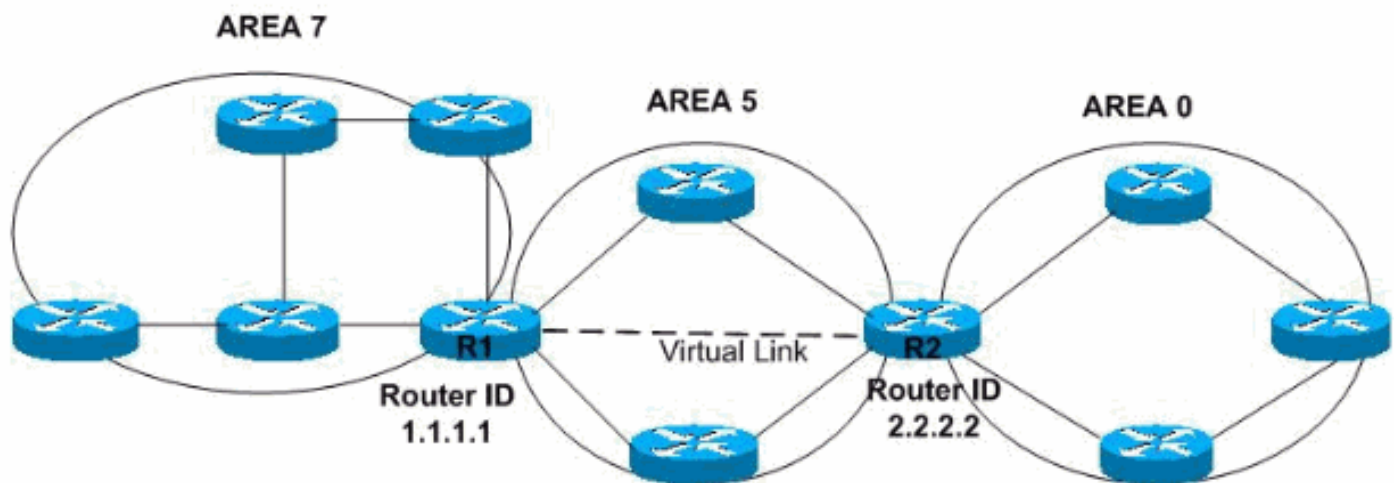 AREA 7
AREA 5
AREA 0
R1
Virtual Link
R2
Router ID
1.1.1.1
Router ID
2.2.2.2